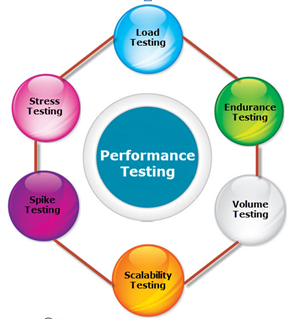 Load
Testing
Stress
Testing
Endurance
Testing
Performance
Testing
Spike
Testing
Volume
Testing
Scalability
Testing